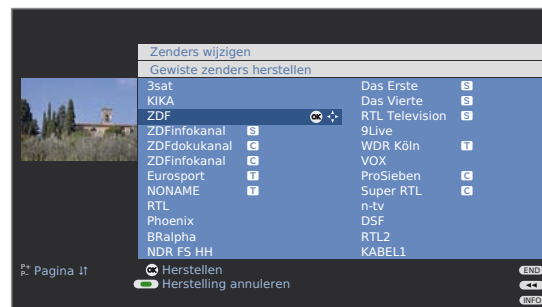 Zenders wijzigen
Gewiste zenders herstellen
3sat Das Erste S
KIKA Das Vierte S
ZDF OK RTL Television S
ZDFinfokanal S 9Live
ZDFdokukanal C WDR Köln T
ZDFinfokanal C VOX
Eurosport T ProSieben C
NONAME T Super RTL C
RTL n-tv
Phoenix DSF
BRalpha RTL2
NDR FS HH KABEL1
P+ P- Pagina OK Herstellen END
Herstelling annuleren
INFO